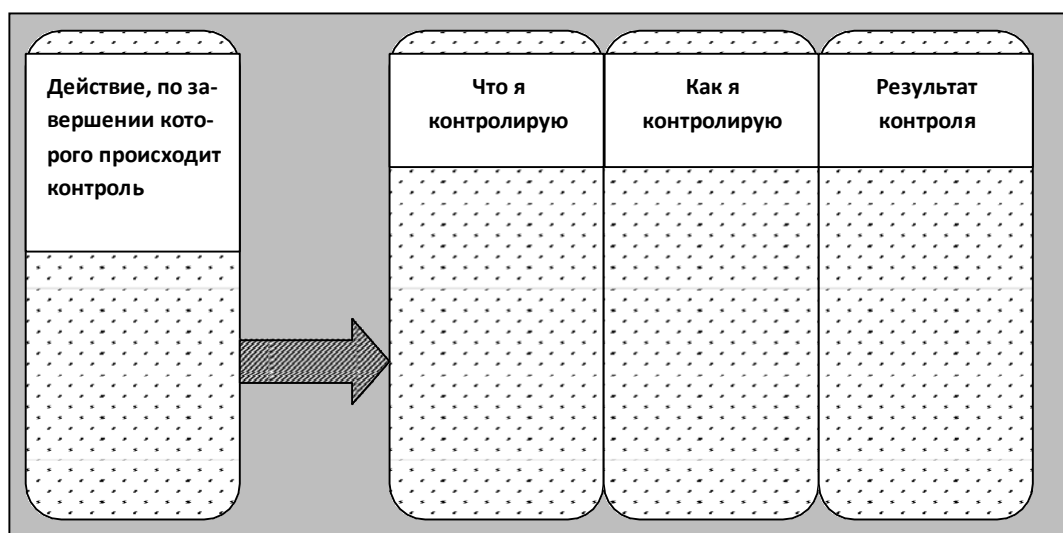 Действие, по за-
вершении кото-
рого происходит
контроль
Что я
контролирую
Как я
контролирую
Результат
контроля